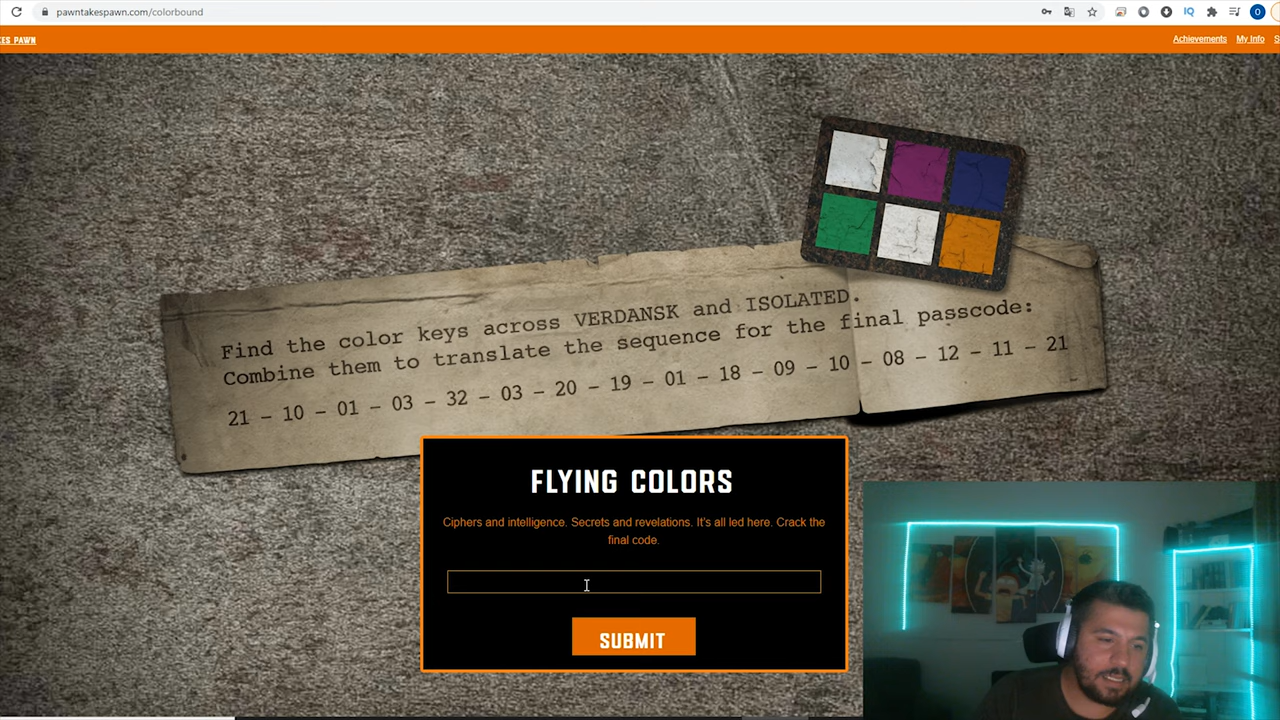 pawntakespawn.com/colorbound
IQ
O
KES PAWN
Achievements
My Info
S
Find the color keys across VERDANSK and ISOLATED.
Combine them to translate the sequence for the final passcode:
21 – 10 – 01 – 03 – 32 – 03 – 20 – 19 – 01 – 18 – 09 – 10 – 08 – 12 – 11 – 21
FLYING COLORS
Ciphers and intelligence. Secrets and revelations. It's all led here. Crack the
final code.
SUBMIT